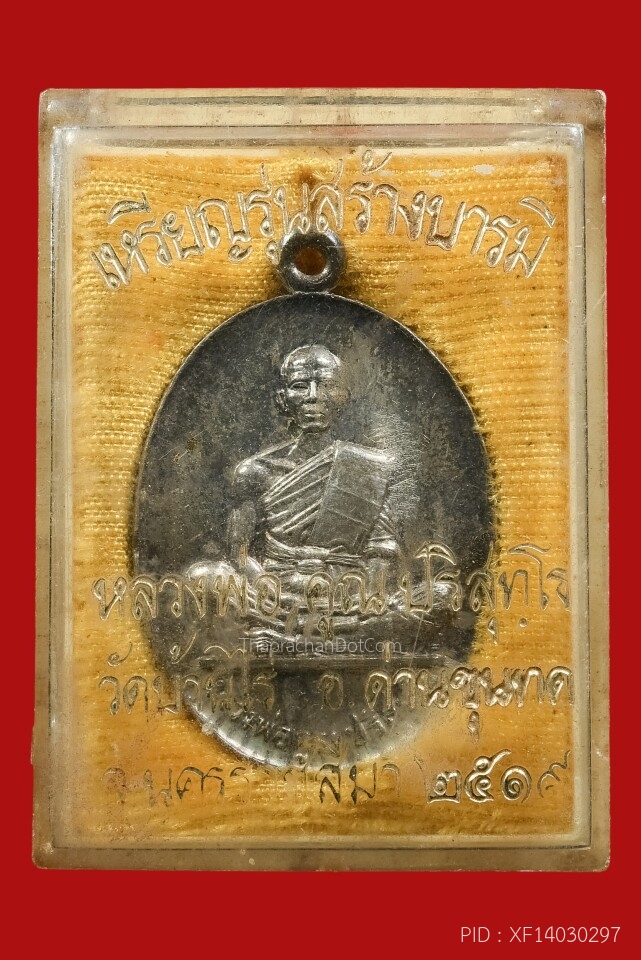 เหรียญรุ่นสร้างบารมี
หลวงพ่อ คูณ ปริสุทฺโธ
ThaprachanDotCom
วัดบ้านไร่ อ.ด่านขุนทด
จ.นครราชสีมา ๒๕๑๙
PID : XF14030297